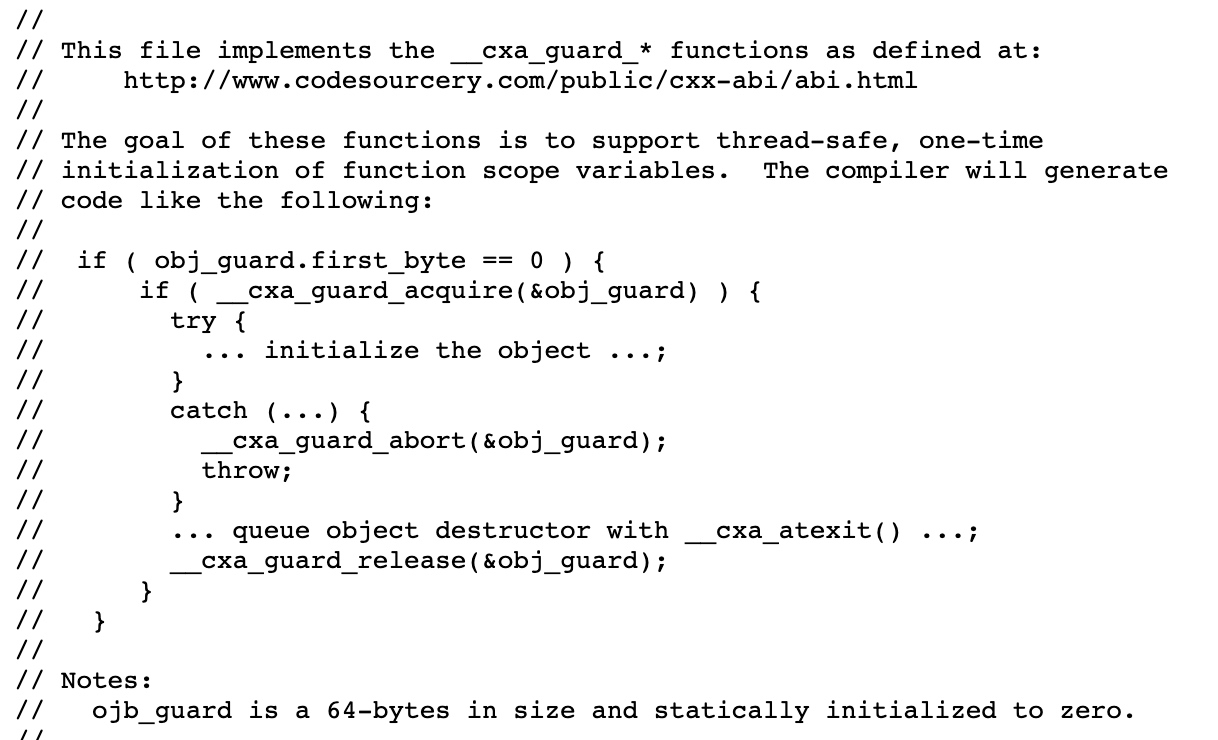 //
// This file implements the __cxa_guard_* functions as defined at:
//     http://www.codesourcery.com/public/cxx-abi/abi.html
//
// The goal of these functions is to support thread-safe, one-time
// initialization of function scope variables.  The compiler will generate
// code like the following:
//
//  if ( obj_guard.first_byte == 0 ) {
//      if ( __cxa_guard_acquire(&obj_guard) ) {
//        try {
//          ... initialize the object ...;
//        }
//        catch (...) {
//          __cxa_guard_abort(&obj_guard);
//          throw;
//        }
//        ... queue object destructor with __cxa_atexit() ...;
//        __cxa_guard_release(&obj_guard);
//      }
//   }
//
// Notes:
//   ojb_guard is a 64-bytes in size and statically initialized to zero.
//